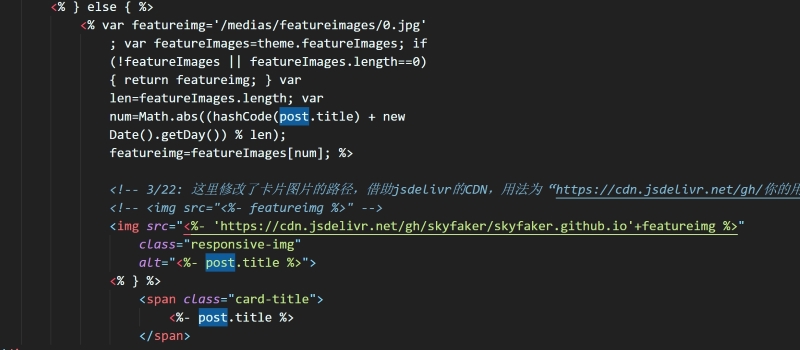 <% } else { %>
<% var featureimg='/medias/featureimages/0.jpg'
; var featureImages=theme.featureImages; if
(!featureImages || featureImages.length==0)
{ return featureimg; } var
len=featureImages.length; var
num=Math.abs((hashCode(post.title) + new
Date().getDay()) % len);
featureimg=featureImages[num]; %>
<!-- 3/22: 这里修改了卡片图片的路径，借助jsdelivr的CDN，用法为 “https://cdn.jsdelivr.net/gh/你的用
<!-- <img src="<%- featureimg %>" -->
<img src="<%- 'https://cdn.jsdelivr.net/gh/skyfaker/skyfaker.github.io'+featureimg %>"
class="responsive-img"
alt="<%- post.title %>">
<% } %>
<span class="card-title">
<%- post.title %>
</span>